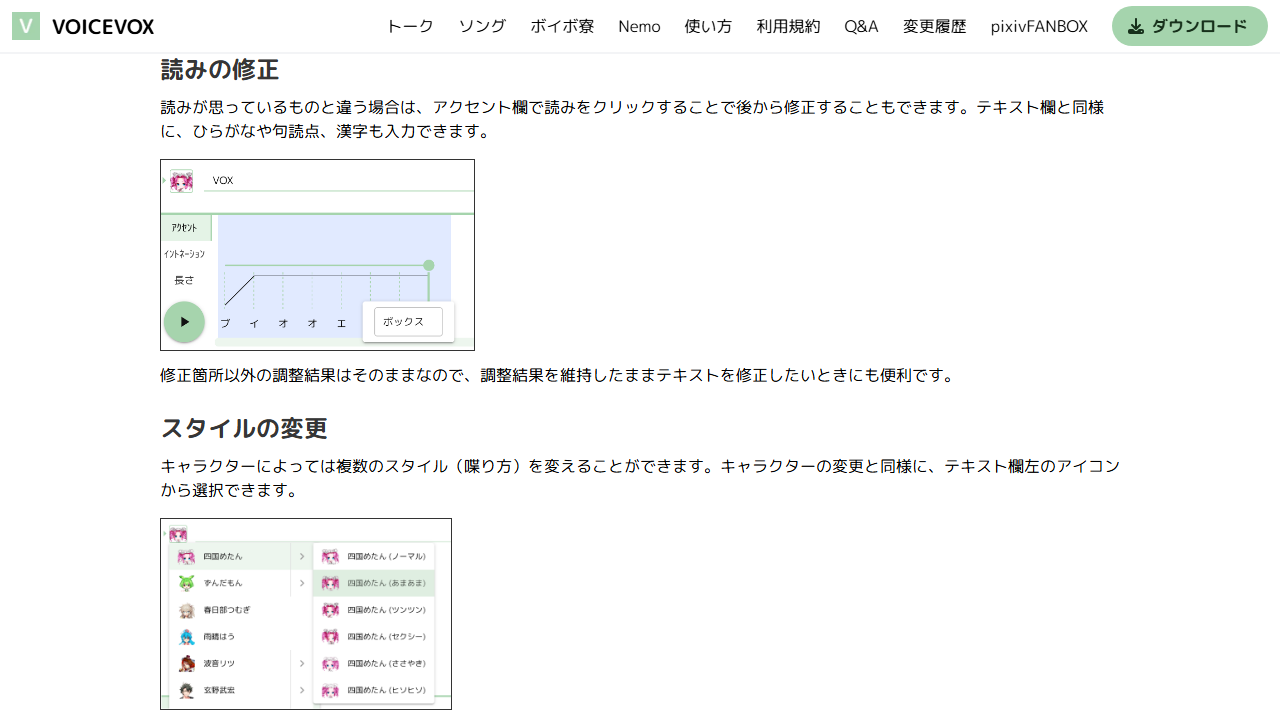 V VOICEVOX トーク ソング ボイボ寮 Nemo 使い方 利用規約 Q&A 変更履歴 pixivFANBOX ダウンロード
読みの修正
読みが思っているものと違う場合は、アクセント欄で読みをクリックすることで後から修正することもできます。テキスト欄と同様
に、ひらがなや句読点、漢字も入力できます。
VOX
アクセント
イントネーション
長さ
ブ イ オ オ エ
ボックス
修正箇所以外の調整結果はそのままなので、調整結果を維持したままテキストを修正したいときにも便利です。
スタイルの変更
キャラクターによっては複数のスタイル（喋り方）を変えることができます。キャラクターの変更と同様に、テキスト欄左のアイコン
から選択できます。
四国めたん 四国めたん (ノーマル)
ずんだもん 四国めたん (あまあま)
春日部つむぎ 四国めたん (ツンツン)
雨晴はう 四国めたん (セクシー)
波音リツ 四国めたん (ささやき)
玄野武宏 四国めたん (ヒソヒソ)